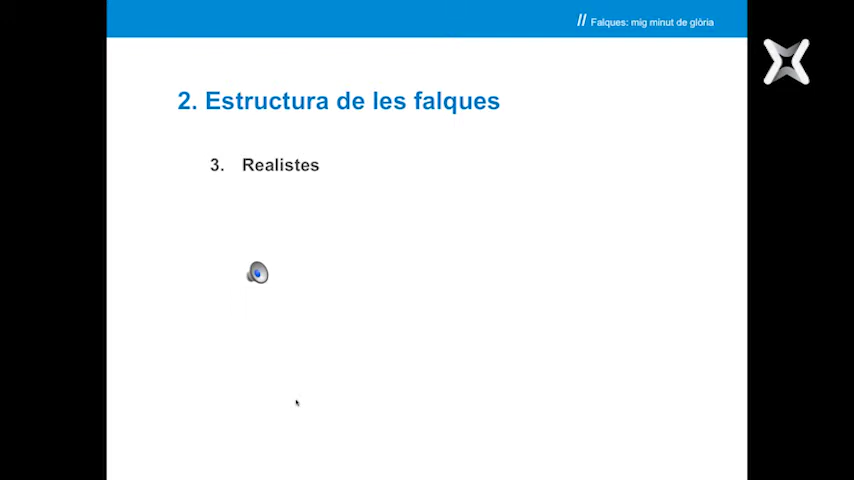 // Falques: mig minut de glòria
2. Estructura de les falques
3. Realistes